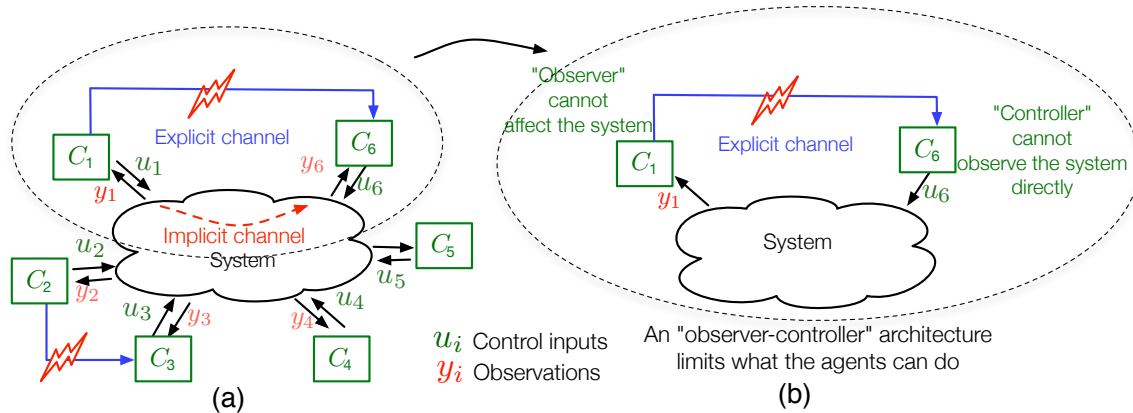 Explicit channel
C₁
C₆
u₁
y₁
y₆
u₆
Implicit channel
System
u₂
y₂
C₂
u₃
y₃
C₃
u₄
y₄
C₄
C₅
u₅
uᵢ Control inputs
yᵢ Observations
(a)
"Observer"
cannot
affect the system
Explicit channel
"Controller"
cannot
observe the system
directly
C₁
C₆
y₁
u₆
System
An "observer-controller" architecture
limits what the agents can do
(b)